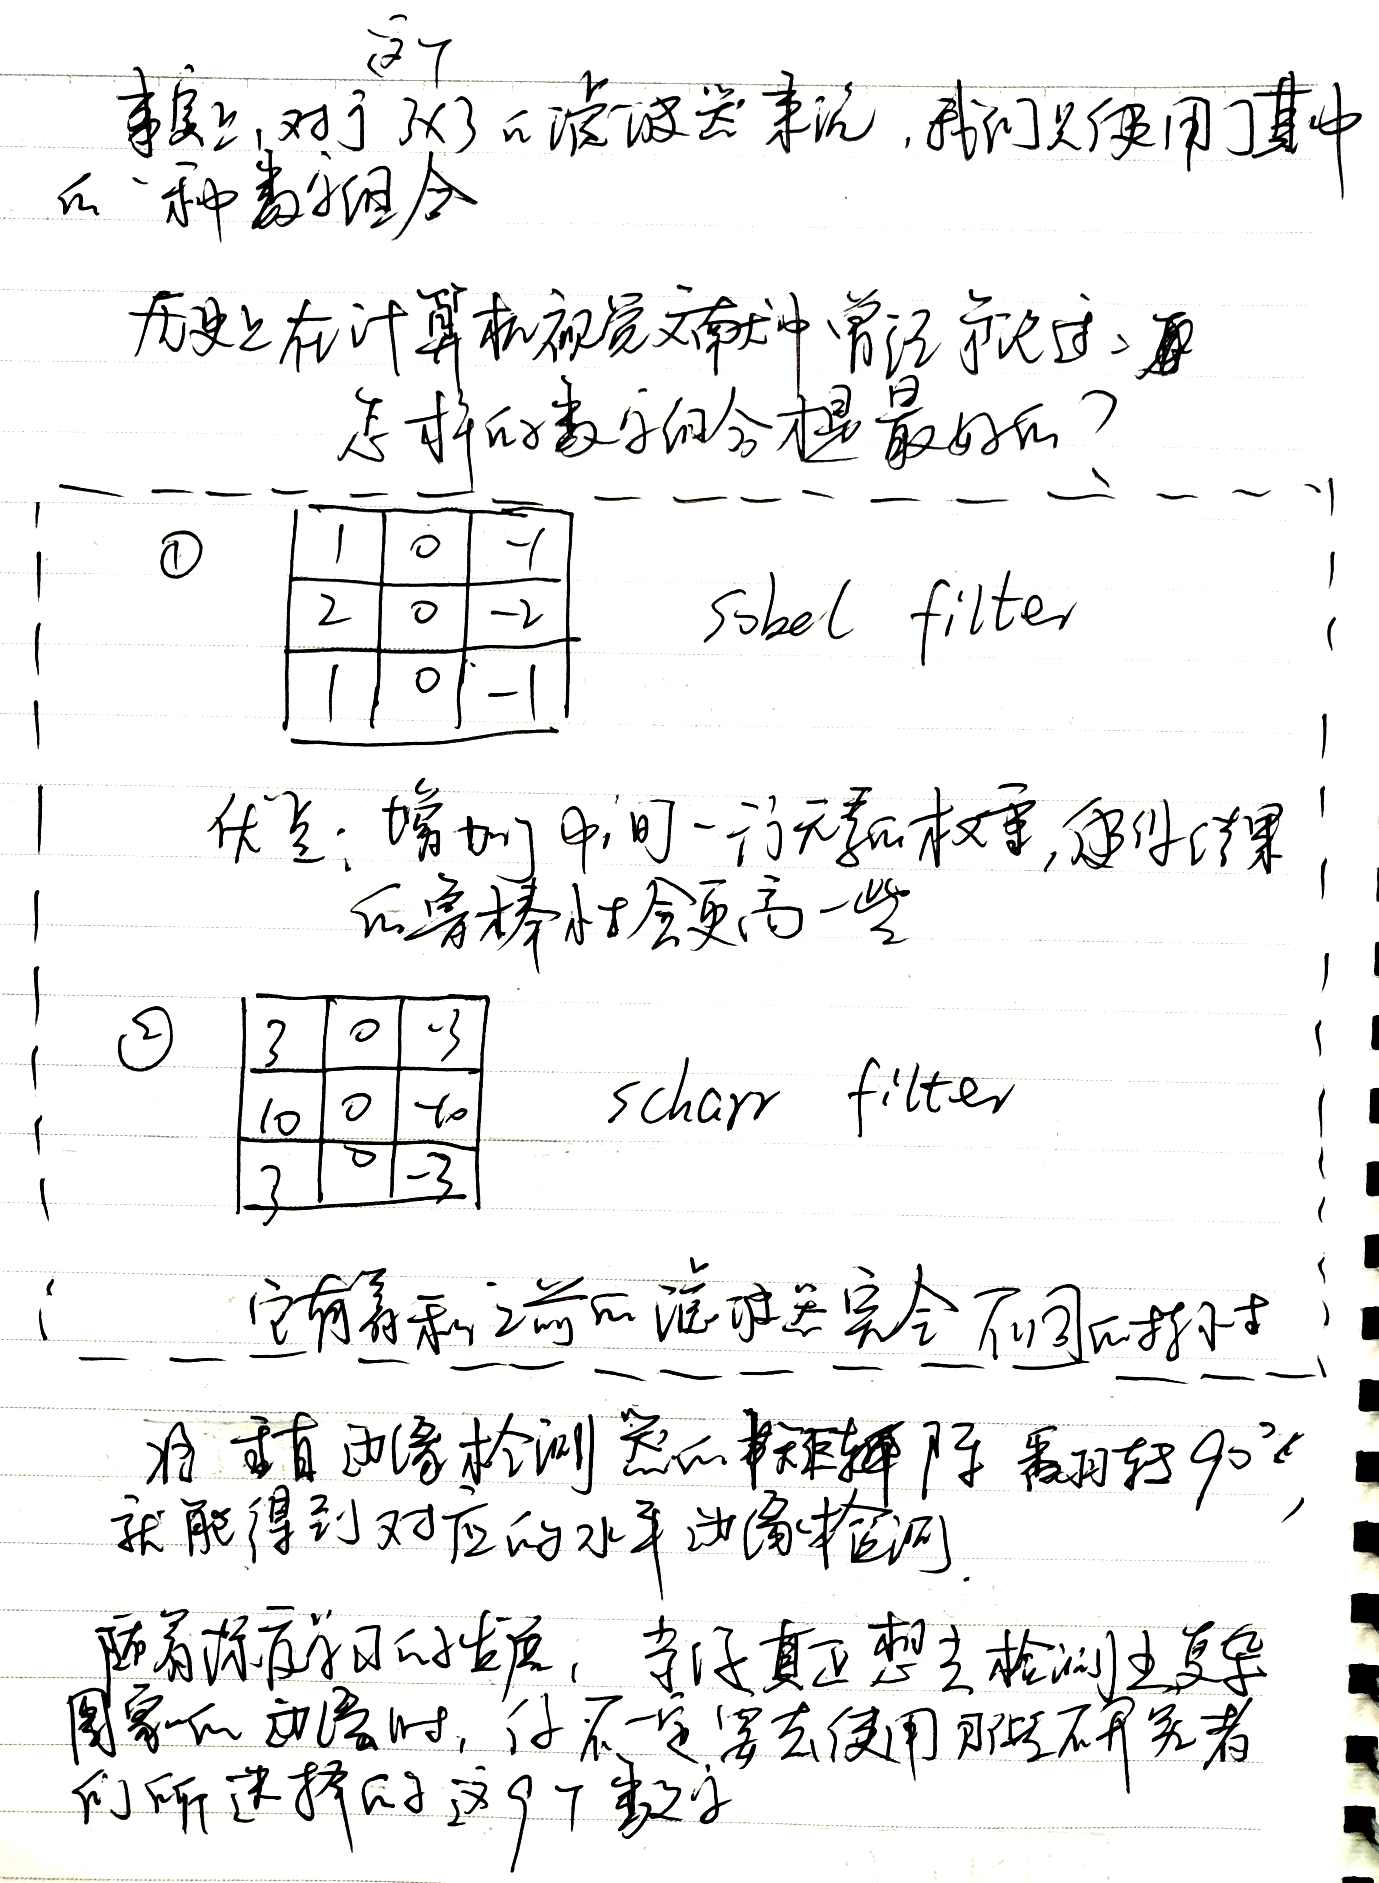 这个
事实上,对于3×3的滤波器来说,我们只使用了其中
的一种数字组合
历史上在计算机视觉文献中曾经争论过,
怎样的数字组合才是最好的?
① 1 0 -1
2 0 -2 sobel filter
1 0 -1
优点:增加了中间一行元素的权重,使得结果
的鲁棒性会更高一些
② 3 0 -3
10 0 -10 scharr filter
3 0 -3
它有着和之前的滤波器完全不同的特性
将垂直边缘检测器的矩阵翻转90°,
就能得到对应的水平边缘检测.
随着深度学习的发展,当你真正想去检测出复杂
图象的边缘时,你不一定要去使用那些研究者
们所选择的这9个数字